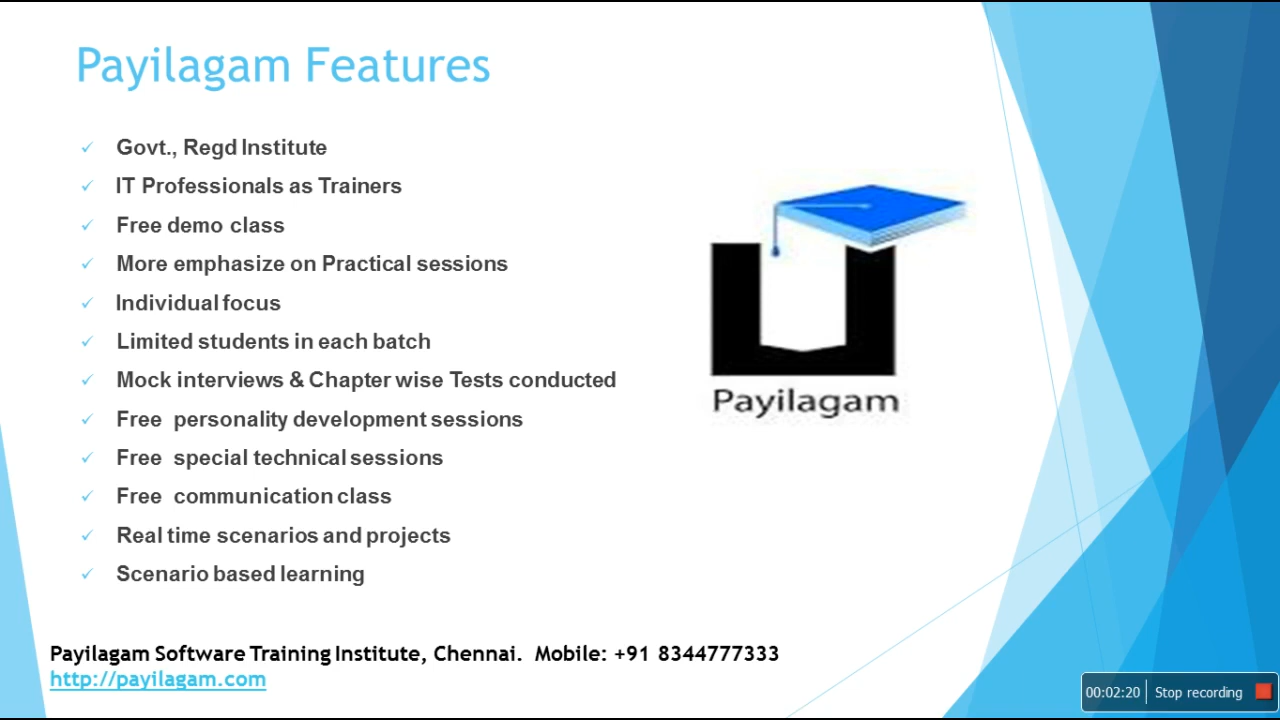 Payilagam Features
Govt., Regd Institute
IT Professionals as Trainers
Free demo class
More emphasize on Practical sessions
Individual focus
Limited students in each batch
Mock interviews & Chapter wise Tests conducted
Free personality development sessions
Free special technical sessions
Free communication class
Real time scenarios and projects
Scenario based learning
Payilagam
Payilagam Software Training Institute, Chennai. Mobile: +91 8344777333
http://payilagam.com
00:02:20 Stop recording